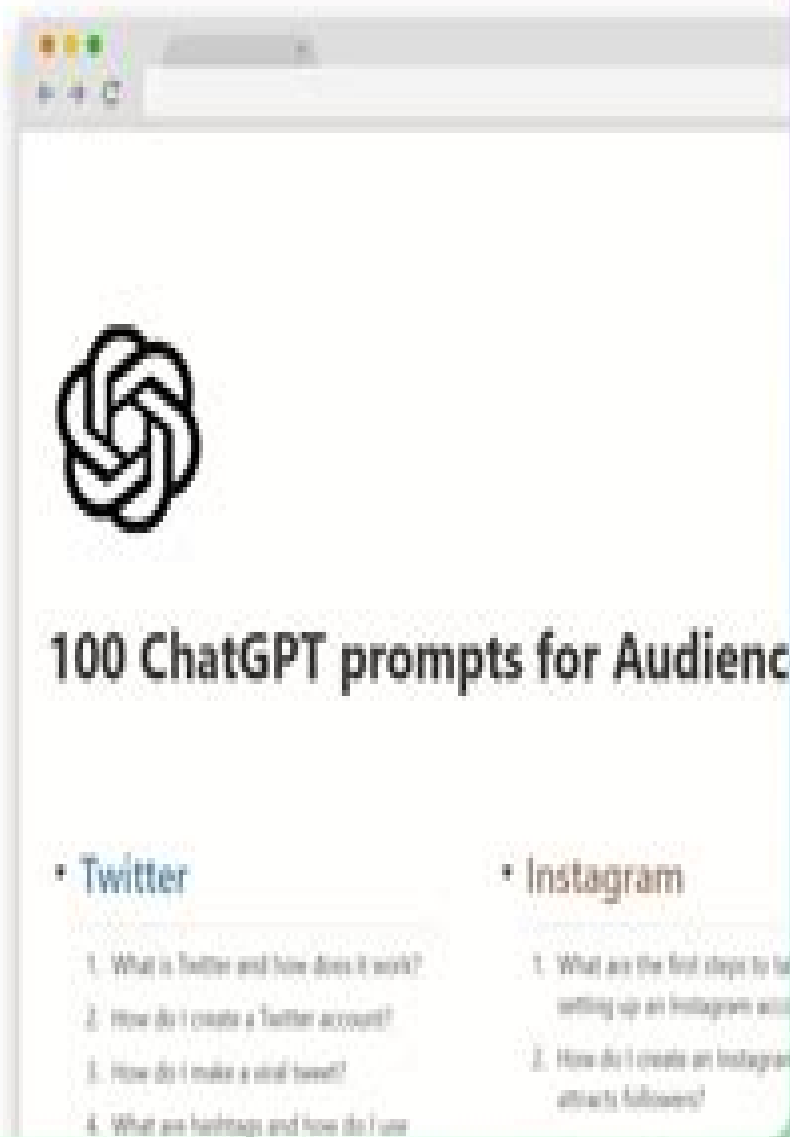 100 ChatGPT prompts for Audienc
• Twitter
1. What is Twitter and how does it work?
2. How do I create a Twitter account?
3. How do I make a viral tweet?
4. What are hashtags and how do I use
• Instagram
1. What are the first steps to ta
setting up an Instagram acc
2. How do I create an Instagram
attracts followers?